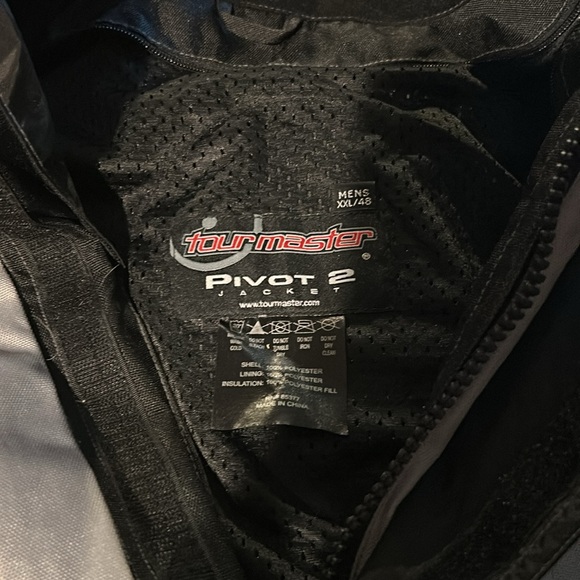 MENS
XXL/48
tourmaster®
PIVOT 2
JACKET
www.tourmaster.com
DO NOT DO NOT DO NOT DO NOT
COLD TUMBLE IRON DRY
DRY CLEAN
SHELL: 100% POLYESTER
LINING: 100% POLYESTER
INSULATION: 100% POLYESTER FILL
MADE IN CHINA